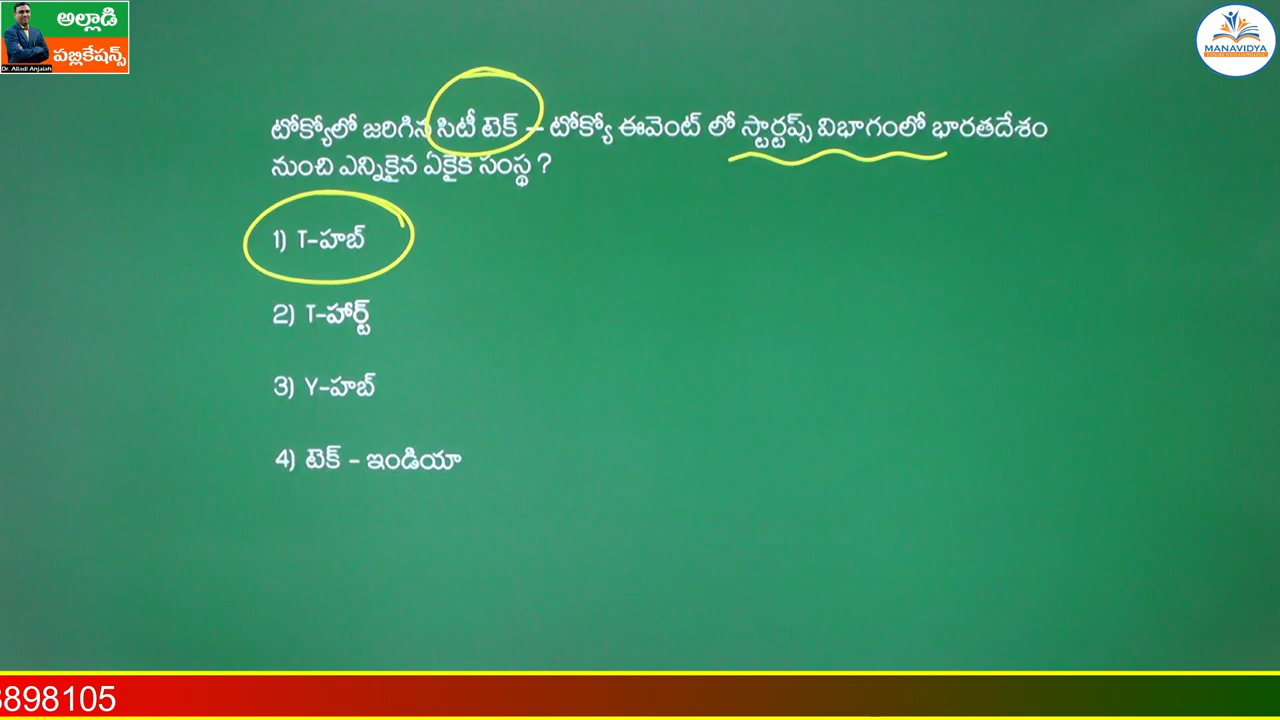 అల్లాడి
పబ్లికేషన్స్
Dr. Alladi Anjaiah
MANAVIDYA
టోక్యోలో జరిగిన సిటీ టెక్ – టోక్యో ఈవెంట్ లో స్టార్టప్స్ విభాగంలో భారతదేశం
నుంచి ఎన్నికైన ఏకైక సంస్థ ?
1) T-హబ్
2) T-హార్ట్
3) Y-హబ్
4) టెక్ - ఇండియా
898105